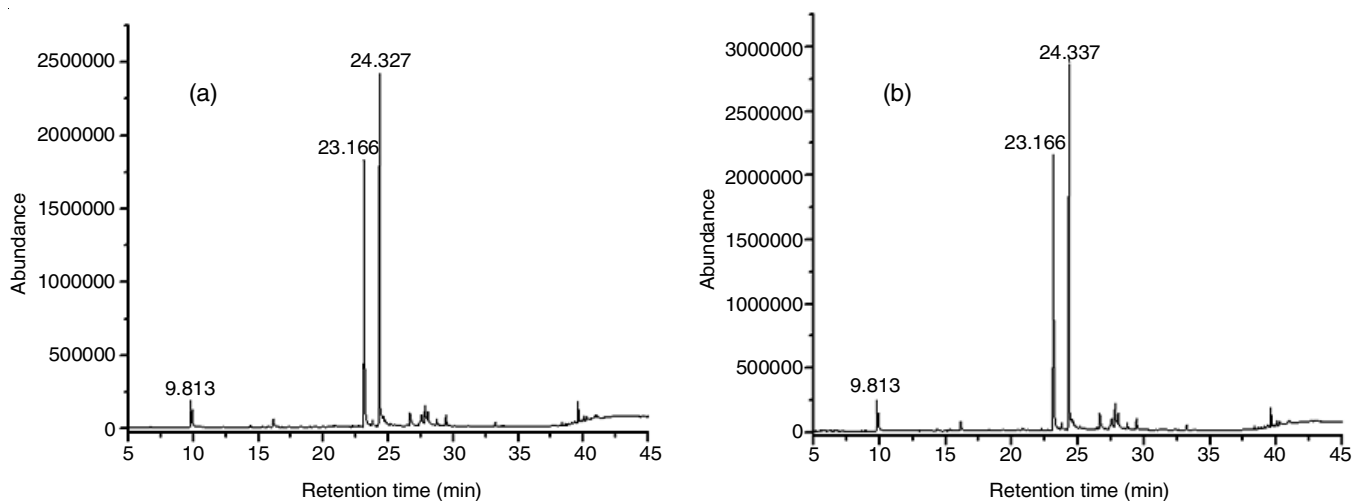 24.327
2500000
(a)
2000000
23.166
1500000
Abundance
1000000
500000
9.813
0
5 10 15 20 25 30 35 40 45
Retention time (min)
24.337
3000000
(b)
2500000
23.166
2000000
Abundance
1500000
1000000
500000
9.813
0
5 10 15 20 25 30 35 40 45
Retention time (min)